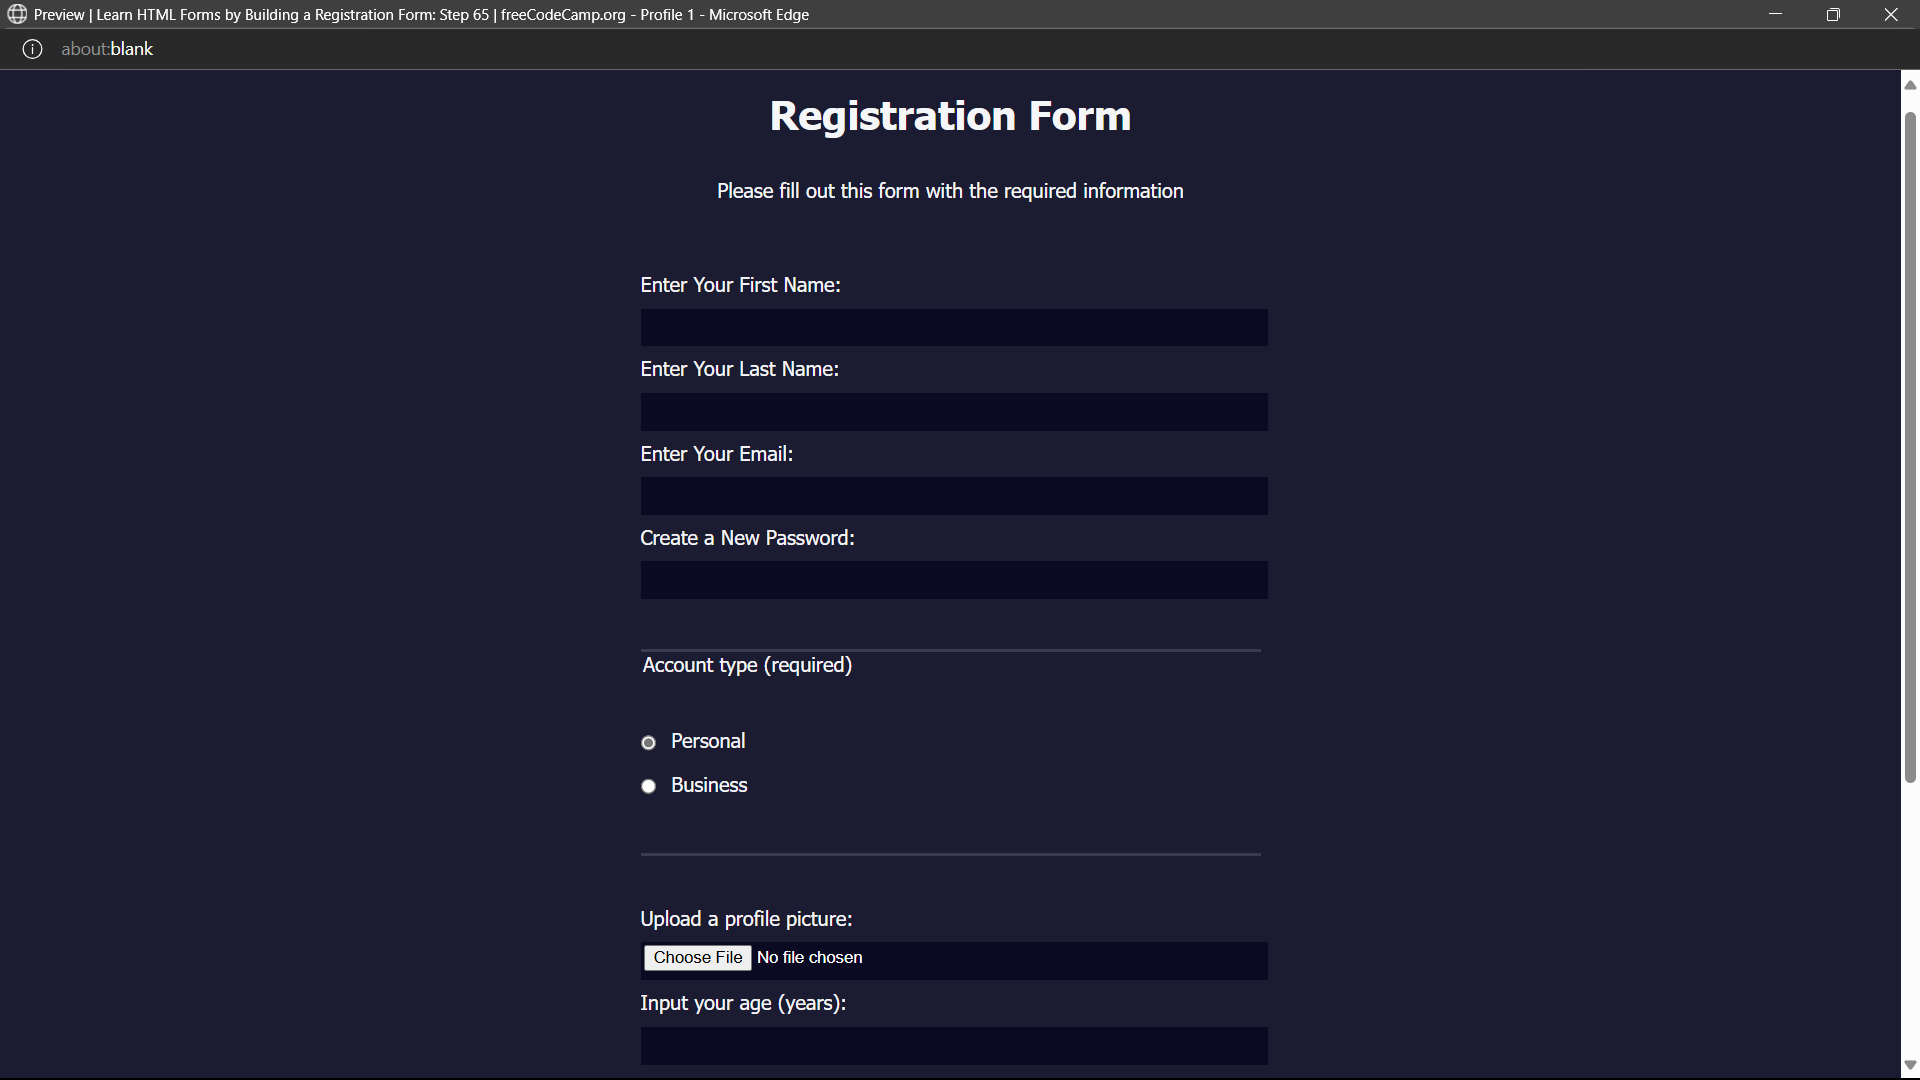 Preview | Learn HTML Forms by Building a Registration Form: Step 65 | freeCodeCamp.org - Profile 1 - Microsoft Edge
about:blank
Registration Form
Please fill out this form with the required information
Enter Your First Name:
Enter Your Last Name:
Enter Your Email:
Create a New Password:
Account type (required)
Personal
Business
Upload a profile picture:
Choose File No file chosen
Input your age (years):